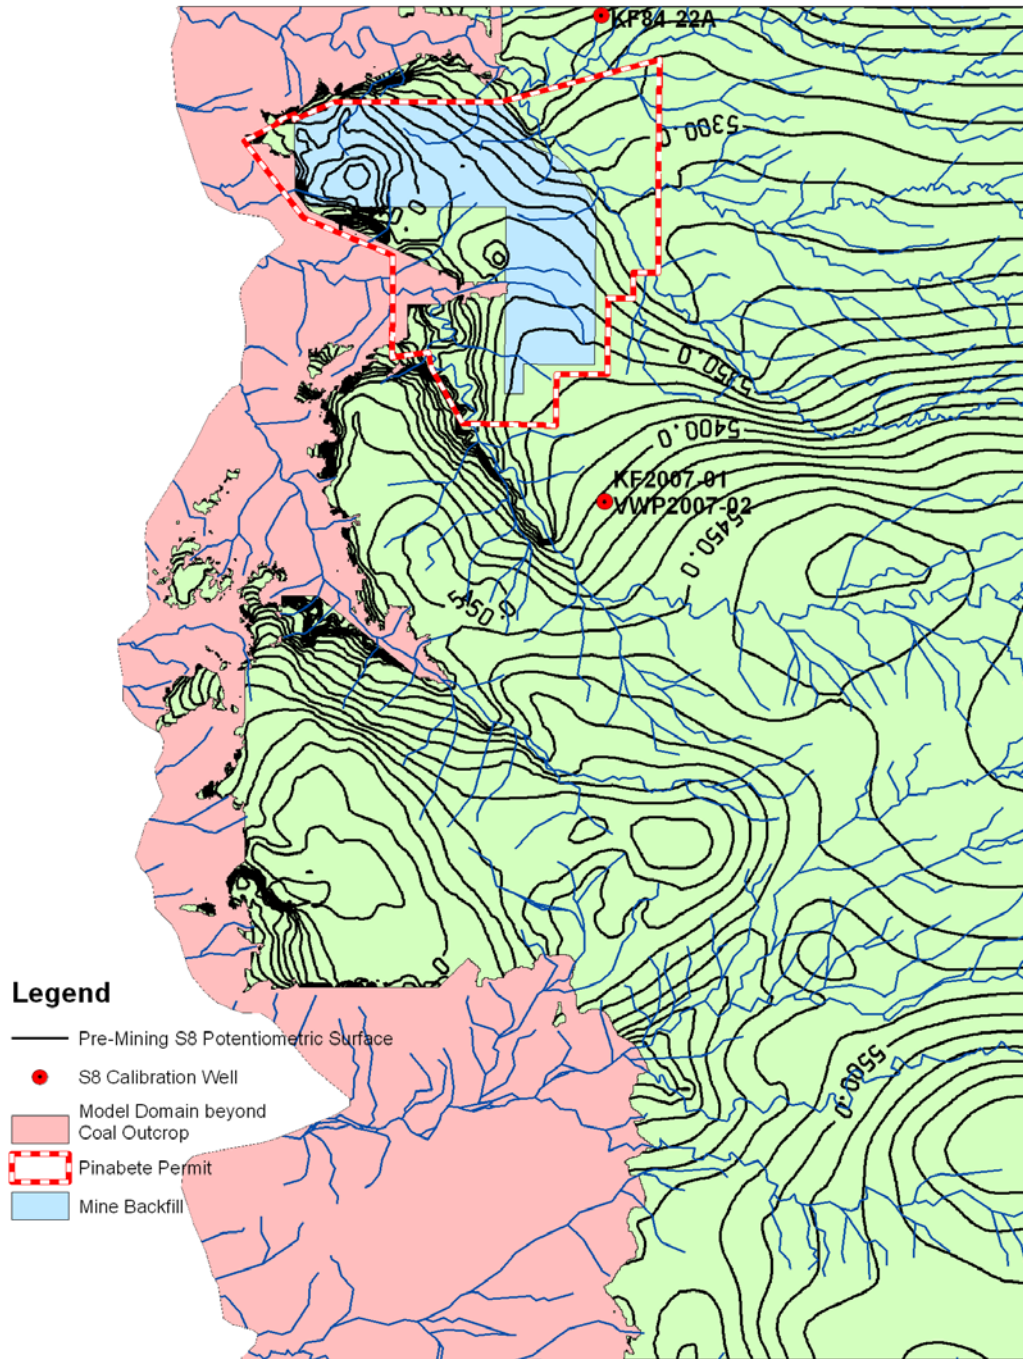 KF84-22A
5300.0
5350.0
5400.0
KF2007-01
VWP2007-02
5450.0
5450.0
5500.0
Legend
Pre-Mining S8 Potentiometric Surface
S8 Calibration Well
Model Domain beyond
Coal Outcrop
Pinabete Permit
Mine Backfill